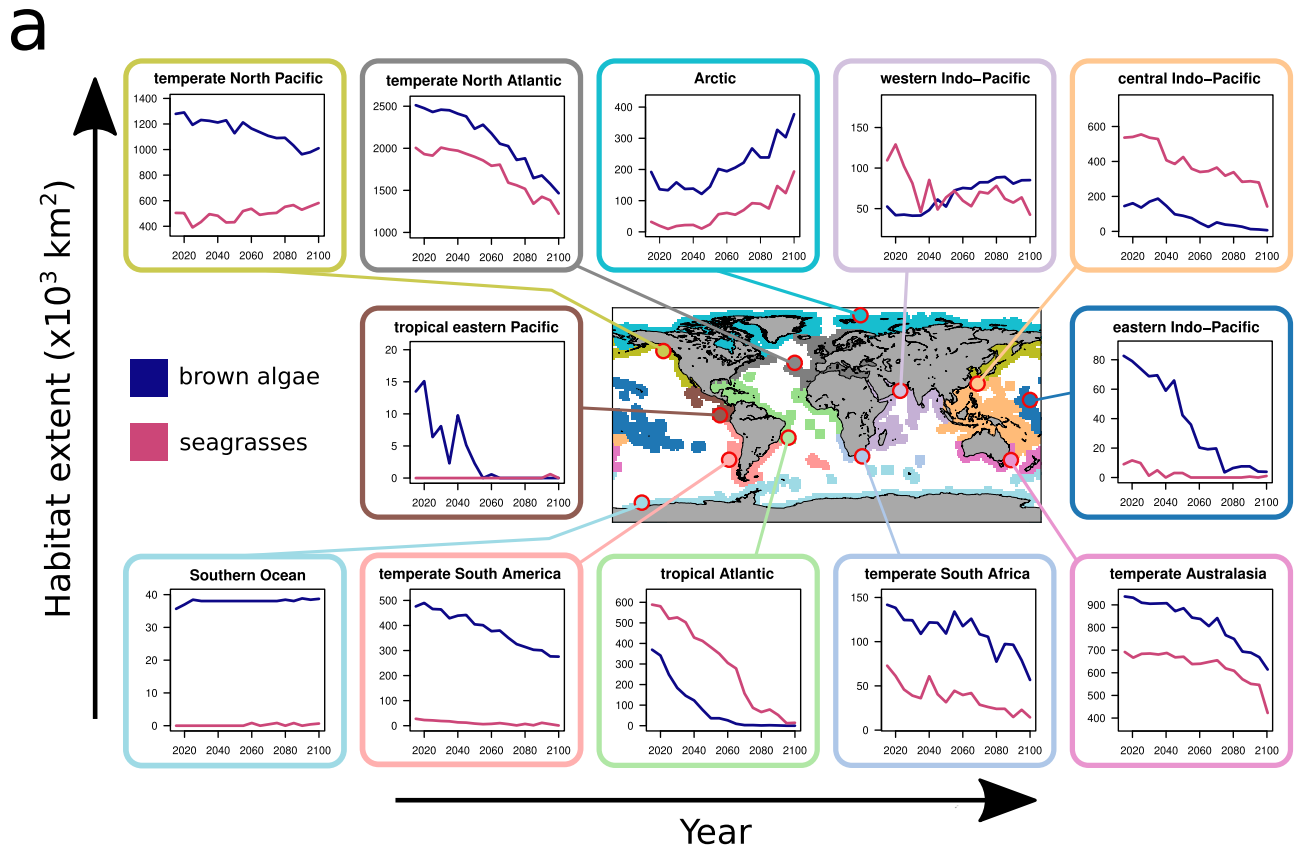 a
Habitat extent (x10³ km²)
temperate North Pacific
1400
1200
1000
800
600
400
2020 2040 2060 2080 2100
temperate North Atlantic
2500
2000
1500
1000
2020 2040 2060 2080 2100
Arctic
400
300
200
100
0
2020 2040 2060 2080 2100
western Indo−Pacific
150
100
50
2020 2040 2060 2080 2100
central Indo−Pacific
600
400
200
0
2020 2040 2060 2080 2100
brown algae
seagrasses
tropical eastern Pacific
20
15
10
5
0
2020 2040 2060 2080 2100
eastern Indo−Pacific
80
60
40
20
0
2020 2040 2060 2080 2100
Southern Ocean
40
30
20
10
0
2020 2040 2060 2080 2100
temperate South America
500
400
300
200
100
0
2020 2040 2060 2080 2100
tropical Atlantic
600
500
400
300
200
100
0
2020 2040 2060 2080 2100
temperate South Africa
150
100
50
0
2020 2040 2060 2080 2100
temperate Australasia
900
800
700
600
500
400
2020 2040 2060 2080 2100
Year